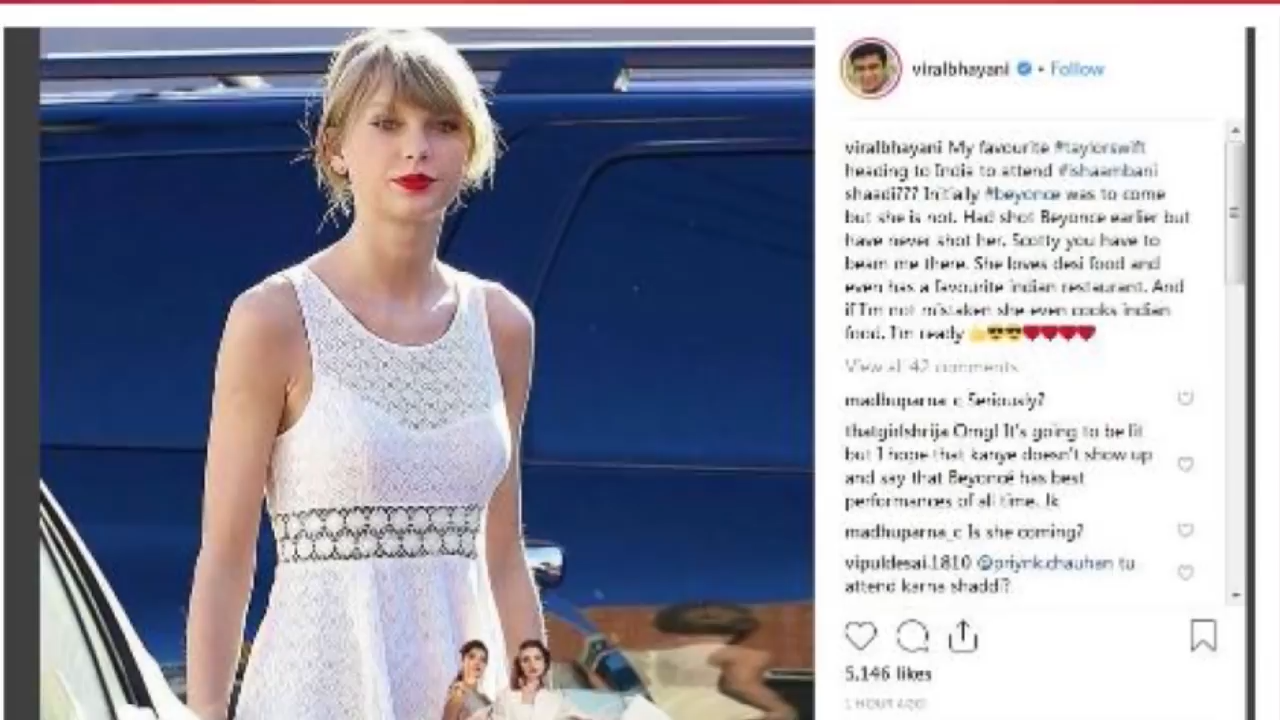 viralbhayani • Follow
viralbhayani My favourite #taylorswift
heading to India to attend #ishaambani
shaadi??? Initially #beyonce was to come
but she is not. Had shot Beyonce earlier but
have never shot her. Scotty you have to
beam me there. She loves desi food and
even has a favourite indian restaurant. And
if I'm not mistaken she even cooks indian
food. I'm ready 👍😎😎❤❤❤❤
View all 42 comments
madhuparna_c Seriously?
thatgirlshrija Omg! It's going to be lit
but I hope that kanye doesn't show up
and say that Beyoncé has best
performances of all time. Jk
madhuparna_c Is she coming?
vipuldesai.1810 @priynk.chauhan tu
attend karna shaddi?
5,146 likes
1 HOUR AGO